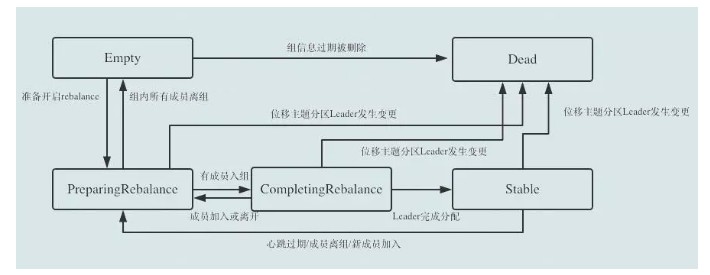 组信息过期被删除
Empty
Dead
准备开启rebalance
组内所有成员离组
位移主题分区Leader发生变更
位移主题分区Leader发生变更
位移主题分区Leader发生变更
有成员入组
PreparingRebalance
CompletingRebalance
Stable
成员加入或离开
Leader完成分配
心跳过期/成员离组/新成员加入